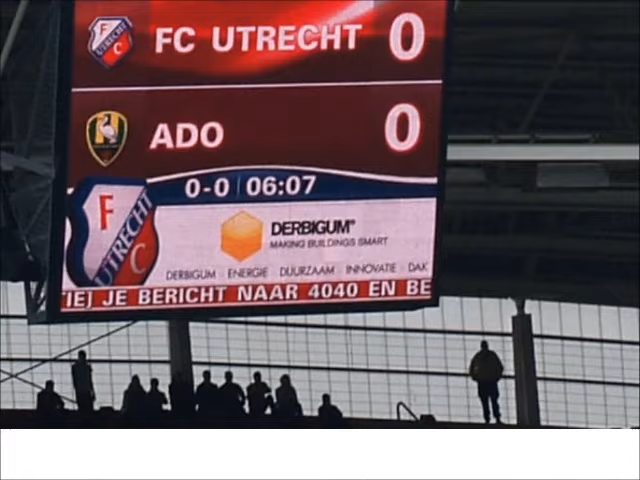 FC UTRECHT 0
ADO 0
0-0 06:07
FC UTRECHT
DERBIGUM®
MAKING BUILDINGS SMART
DERBIGUM · ENERGIE · DUURZAAM · INNOVATIE · DAK
JE BERICHT NAAR 4040 EN BE